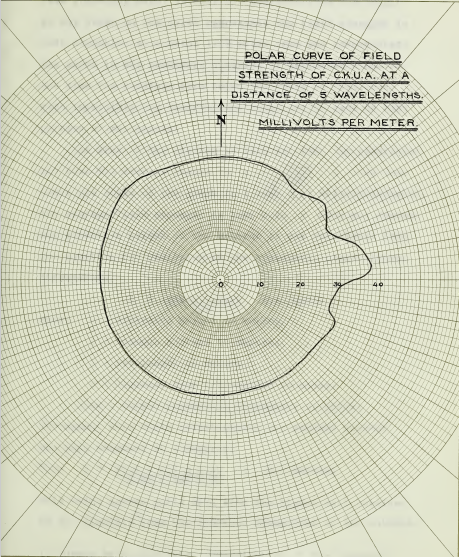 POLAR CURVE OF FIELD
STRENGTH OF C.K.U.A. AT A
DISTANCE OF 5 WAVELENGTHS.
MILLIVOLTS PER METER.
N
0 10 20 30 40